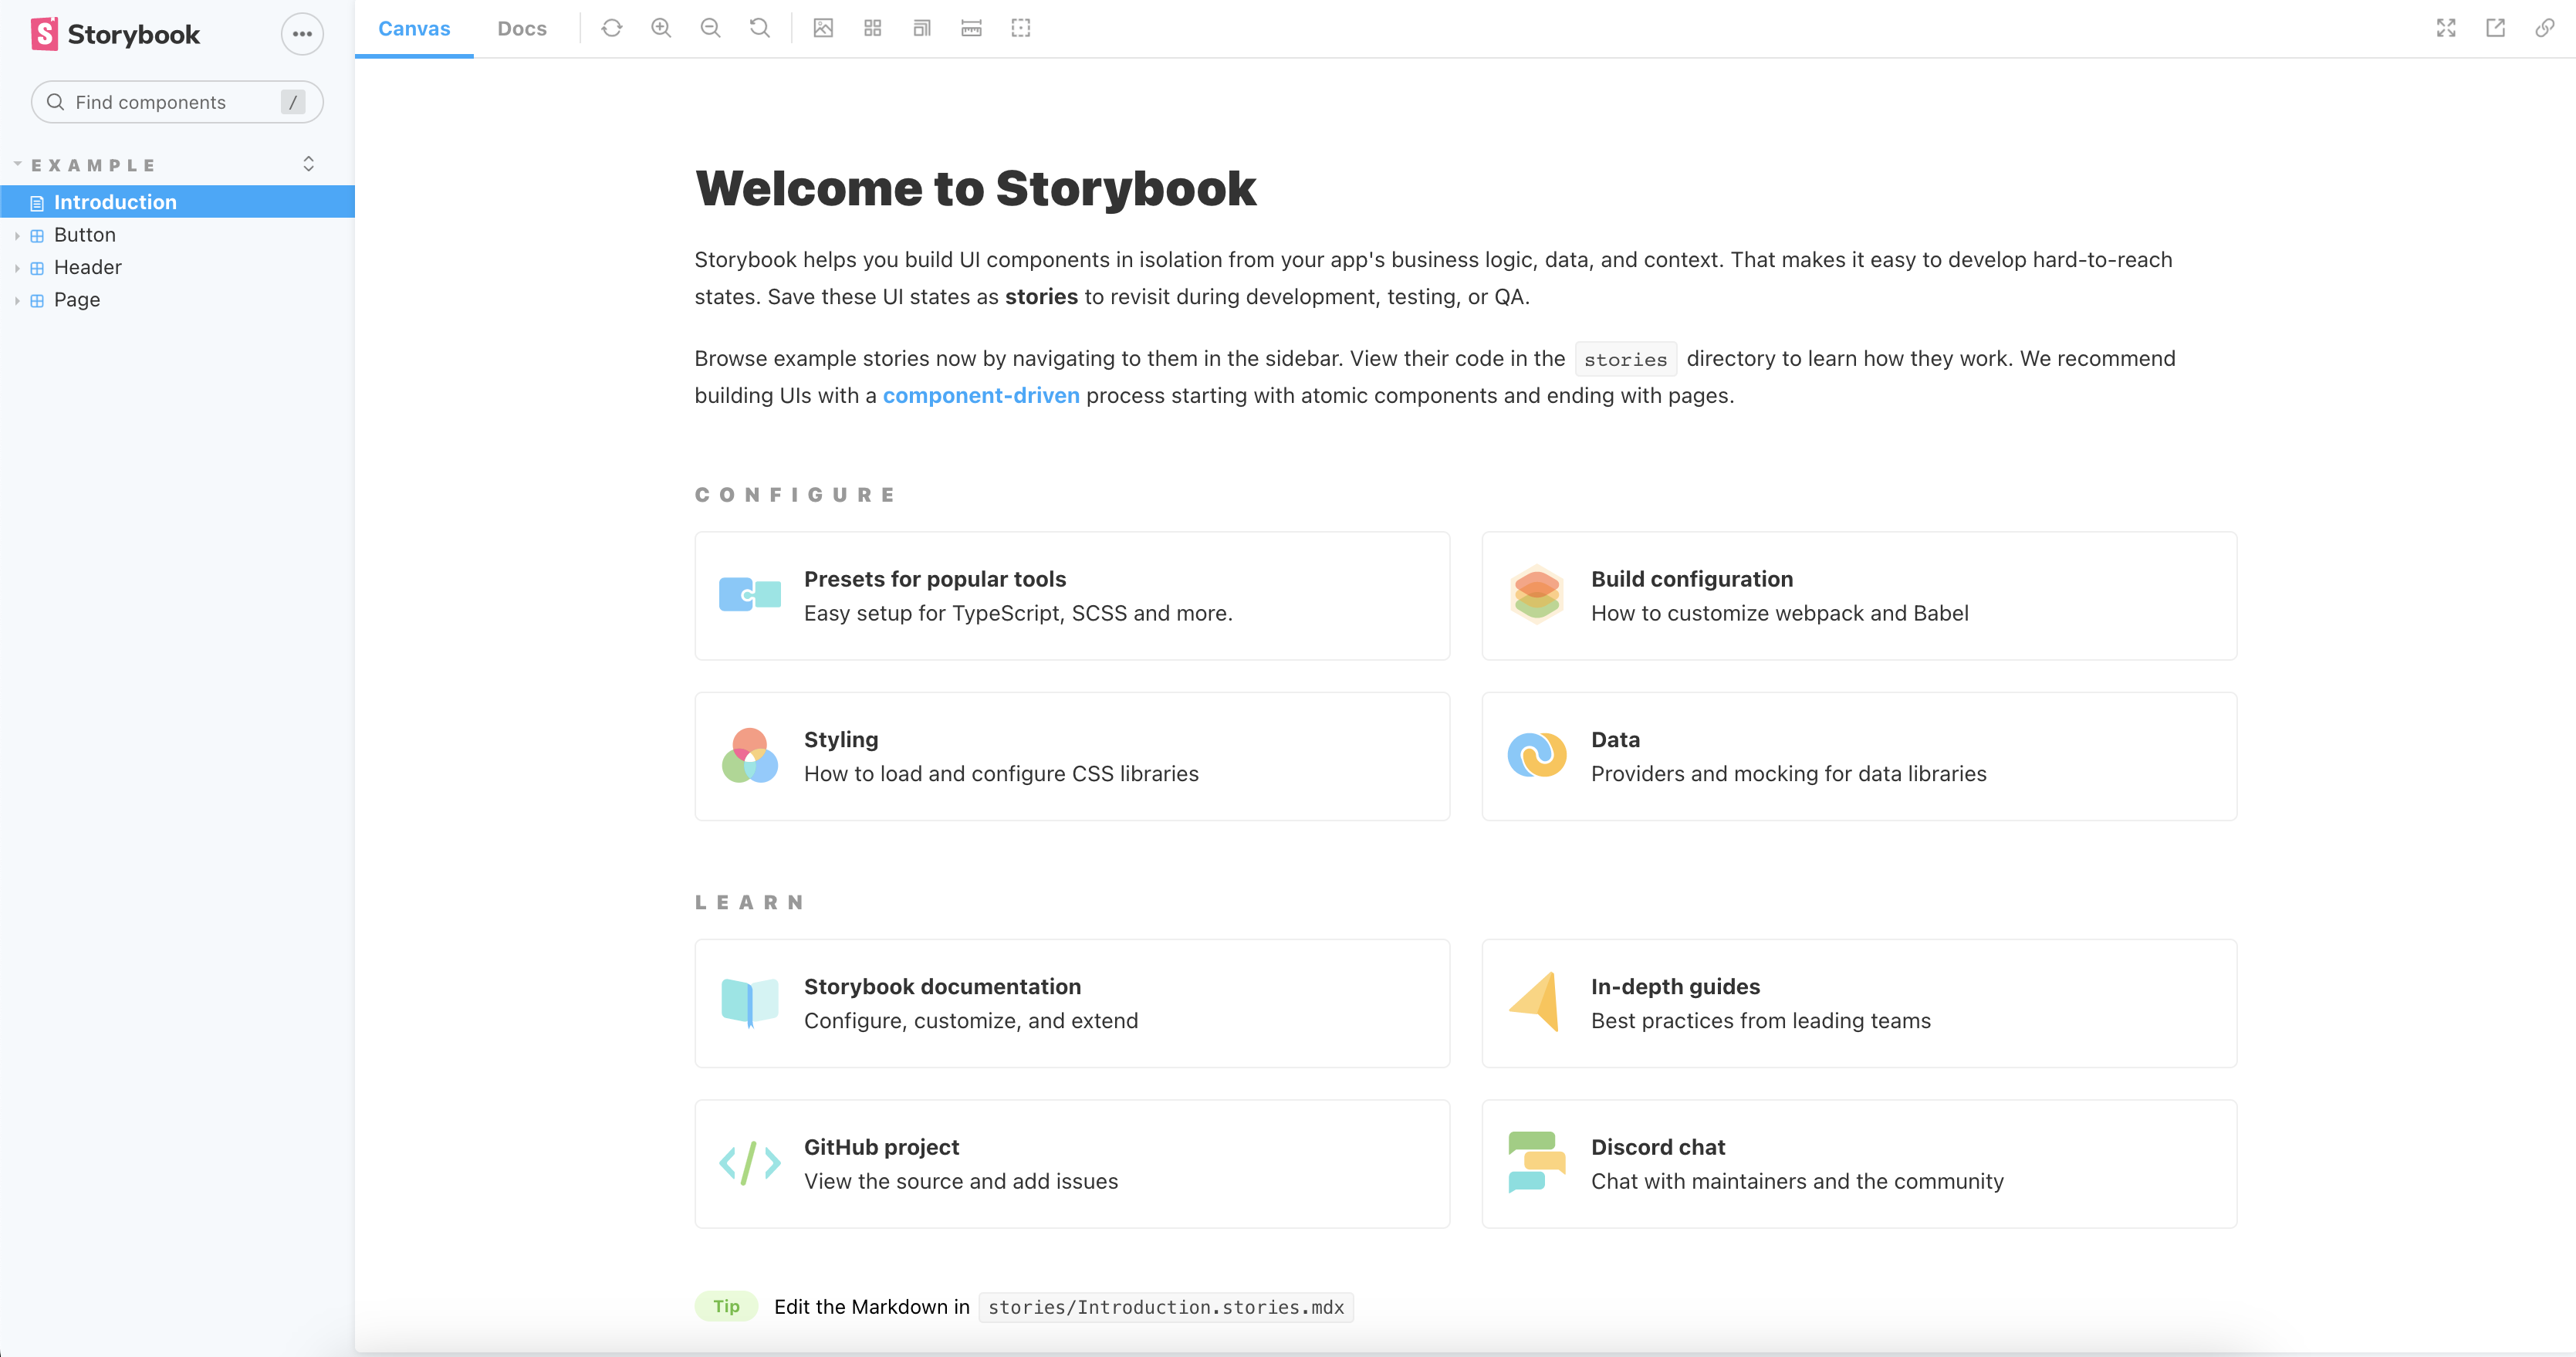 Storybook
Canvas
Docs
Find components
/
EXAMPLE
Introduction
Button
Header
Page
Welcome to Storybook
Storybook helps you build UI components in isolation from your app's business logic, data, and context. That makes it easy to develop hard-to-reach
states. Save these UI states as stories to revisit during development, testing, or QA.
Browse example stories now by navigating to them in the sidebar. View their code in the stories directory to learn how they work. We recommend
building UIs with a component-driven process starting with atomic components and ending with pages.
CONFIGURE
Presets for popular tools
Easy setup for TypeScript, SCSS and more.
Build configuration
How to customize webpack and Babel
Styling
How to load and configure CSS libraries
Data
Providers and mocking for data libraries
LEARN
Storybook documentation
Configure, customize, and extend
In-depth guides
Best practices from leading teams
GitHub project
View the source and add issues
Discord chat
Chat with maintainers and the community
Tip Edit the Markdown in stories/Introduction.stories.mdx